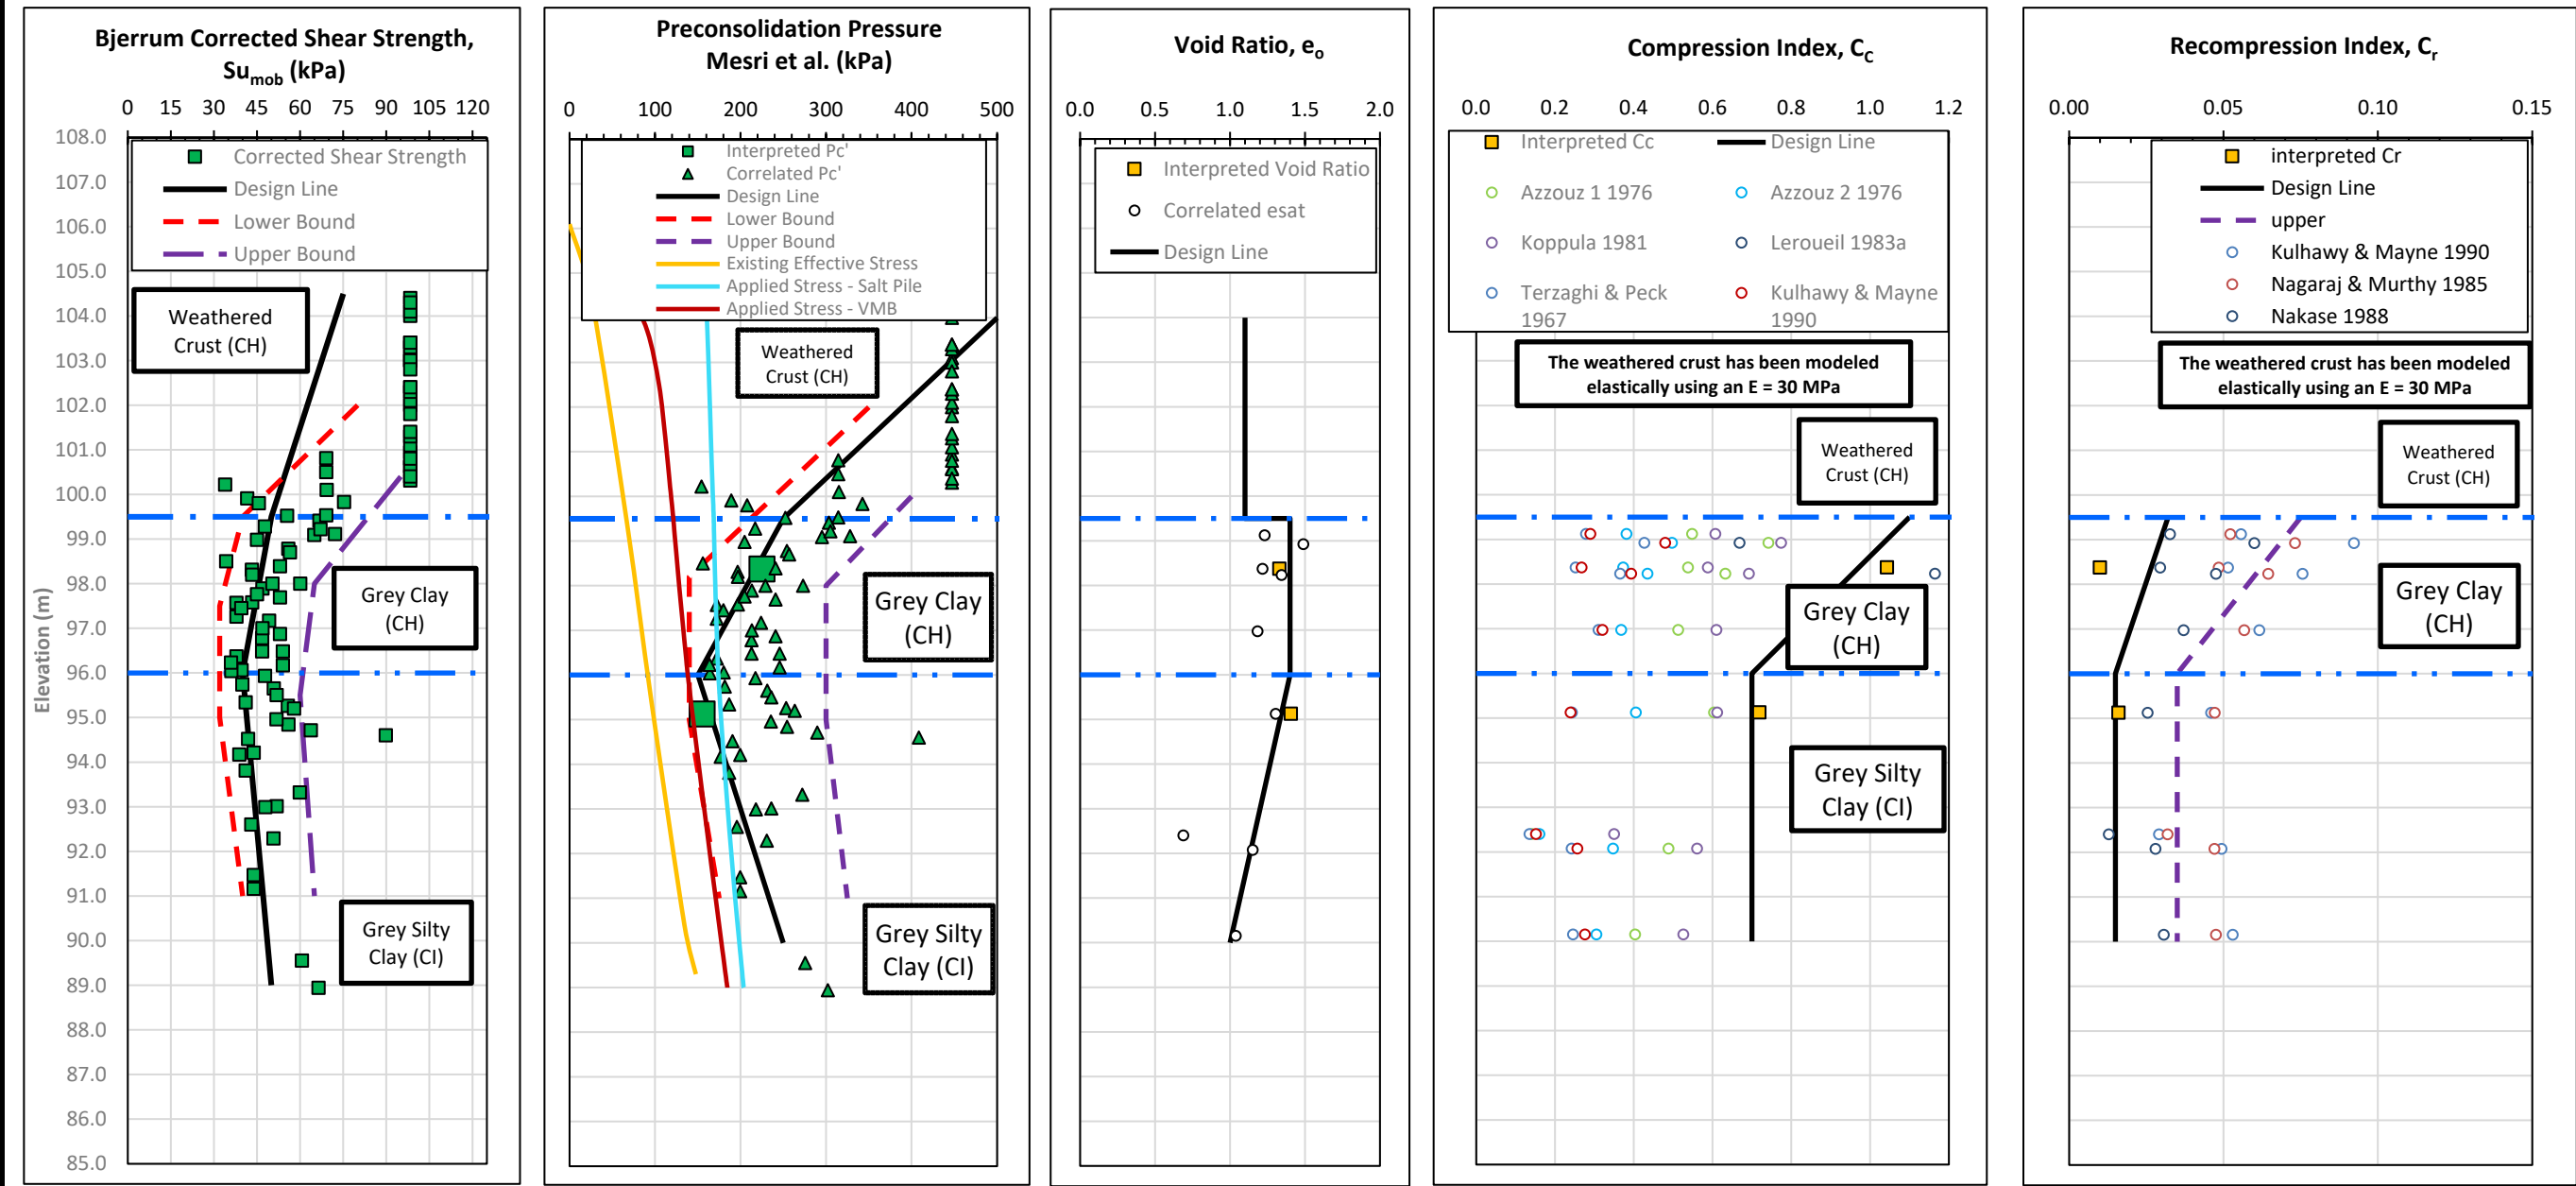 Bjerrum Corrected Shear Strength,
Su_mob (kPa)
0 15 30 45 60 75 90 105 120
108.0
107.0
106.0
105.0
104.0
103.0
102.0
101.0
100.0
99.0
98.0
97.0
96.0
95.0
94.0
93.0
92.0
91.0
90.0
89.0
88.0
87.0
86.0
85.0
Elevation (m)
Corrected Shear Strength
Design Line
Lower Bound
Upper Bound
Weathered
Crust (CH)
Grey Clay
(CH)
Grey Silty
Clay (CI)
Preconsolidation Pressure
Mesri et al. (kPa)
0 100 200 300 400 500
Interpreted Pc'
Correlated Pc'
Design Line
Lower Bound
Upper Bound
Existing Effective Stress
Applied Stress - Salt Pile
Applied Stress - VMB
Weathered
Crust (CH)
Grey Clay
(CH)
Grey Silty
Clay (CI)
Void Ratio, e_o
0.0 0.5 1.0 1.5 2.0
Interpreted Void Ratio
Correlated esat
Design Line
Compression Index, C_C
0.0 0.2 0.4 0.6 0.8 1.0 1.2
Interpreted Cc Design Line
Azzouz 1 1976 Azzouz 2 1976
Koppula 1981 Leroueil 1983a
Terzaghi & Peck Kulhawy & Mayne
1967 1990
The weathered crust has been modeled
elastically using an E = 30 MPa
Weathered
Crust (CH)
Grey Clay
(CH)
Grey Silty
Clay (CI)
Recompression Index, C_r
0.00 0.05 0.10 0.15
interpreted Cr
Design Line
upper
Kulhawy & Mayne 1990
Nagaraj & Murthy 1985
Nakase 1988
The weathered crust has been modeled
elastically using an E = 30 MPa
Weathered
Crust (CH)
Grey Clay
(CH)